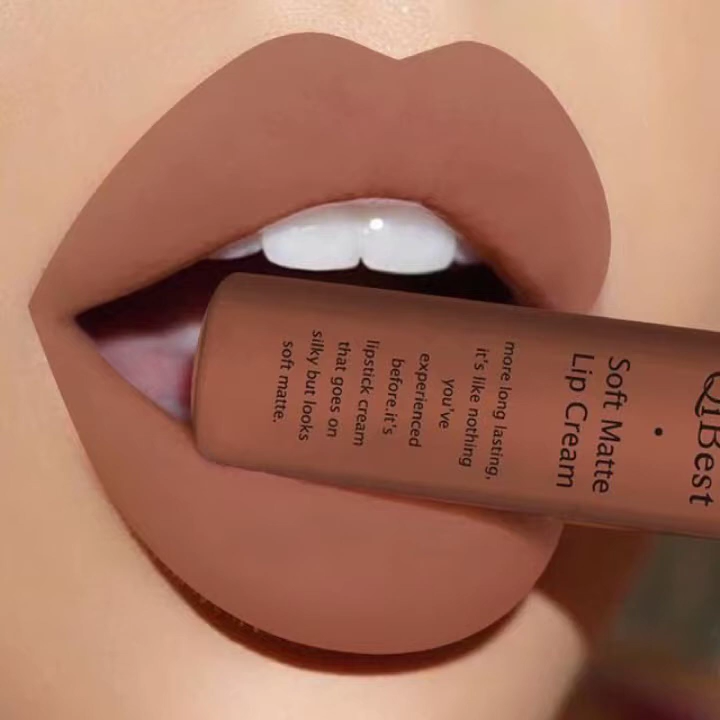 QIBest
Soft Matte
Lip Cream
more long lasting,
it's like nothing
you've
experienced
before.it's
lipstick cream
that goes on
silky but looks
soft matte.